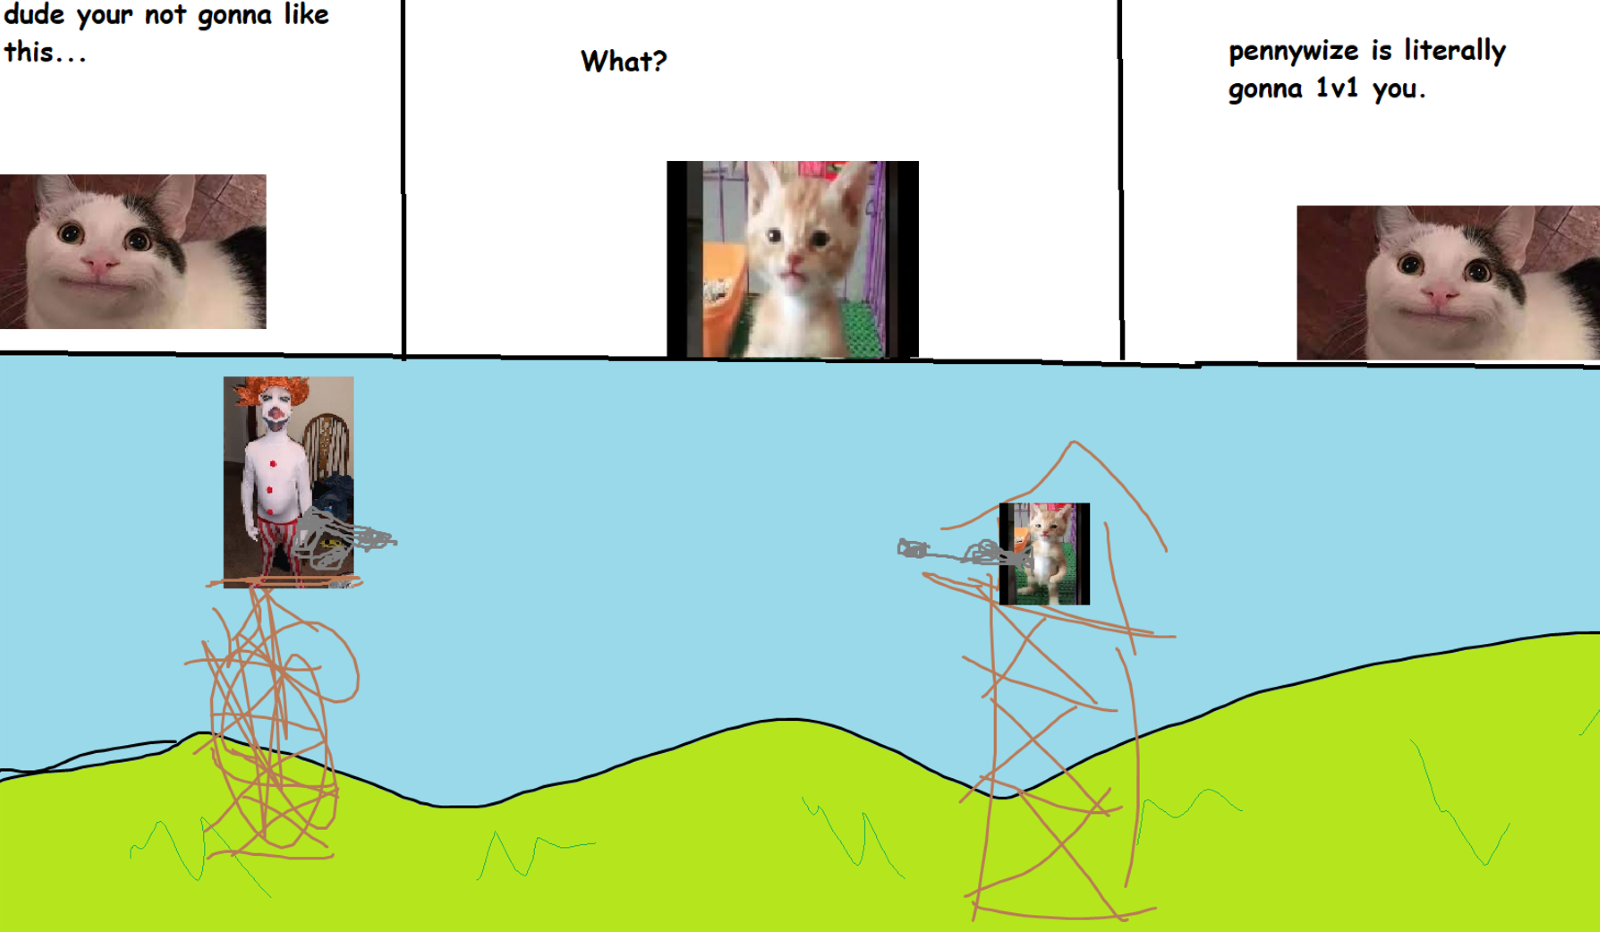 dude your not gonna like
this...
What?
pennywize is literally
gonna 1v1 you.